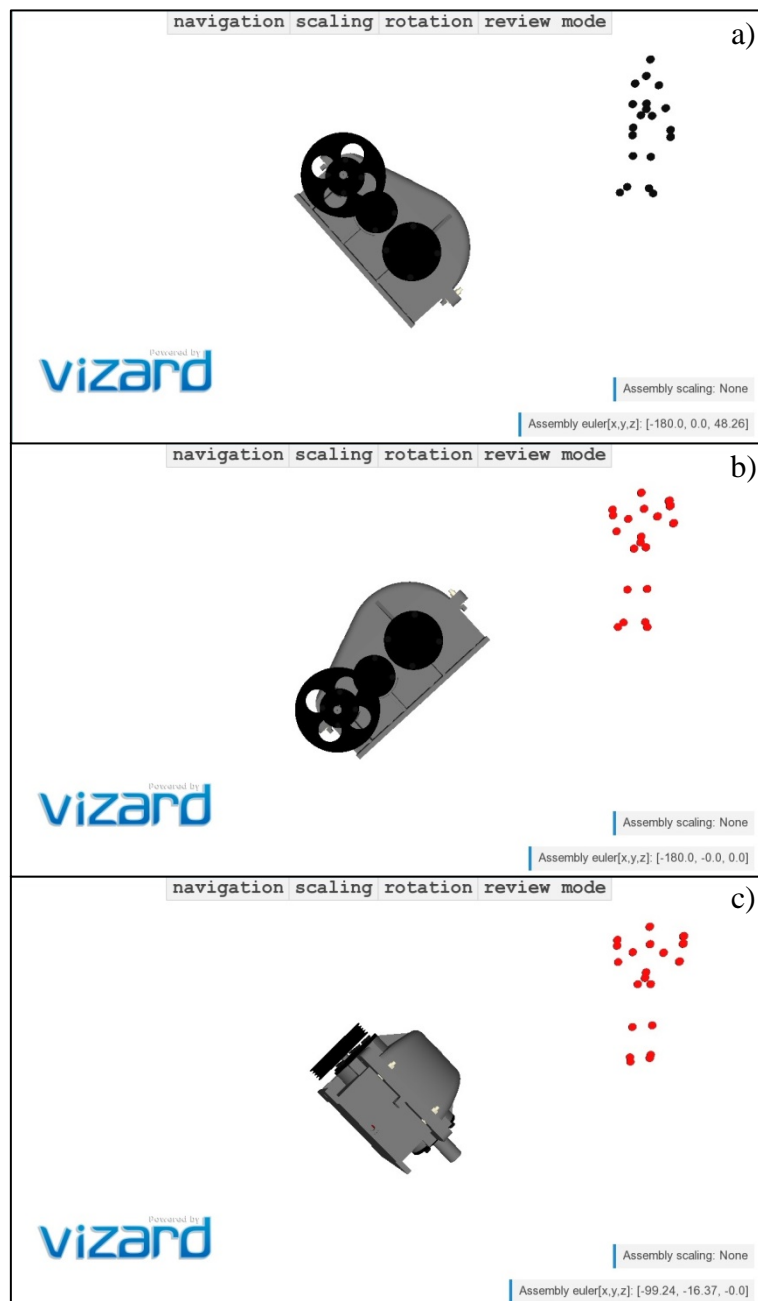 navigation scaling rotation review mode
a)
Powered by
vizard
Assembly scaling: None
Assembly euler[x,y,z]: [-180.0, 0.0, 48.26]
navigation scaling rotation review mode
b)
Powered by
vizard
Assembly scaling: None
Assembly euler[x,y,z]: [-180.0, -0.0, 0.0]
navigation scaling rotation review mode
c)
Powered by
vizard
Assembly scaling: None
Assembly euler[x,y,z]: [-99.24, -16.37, -0.0]